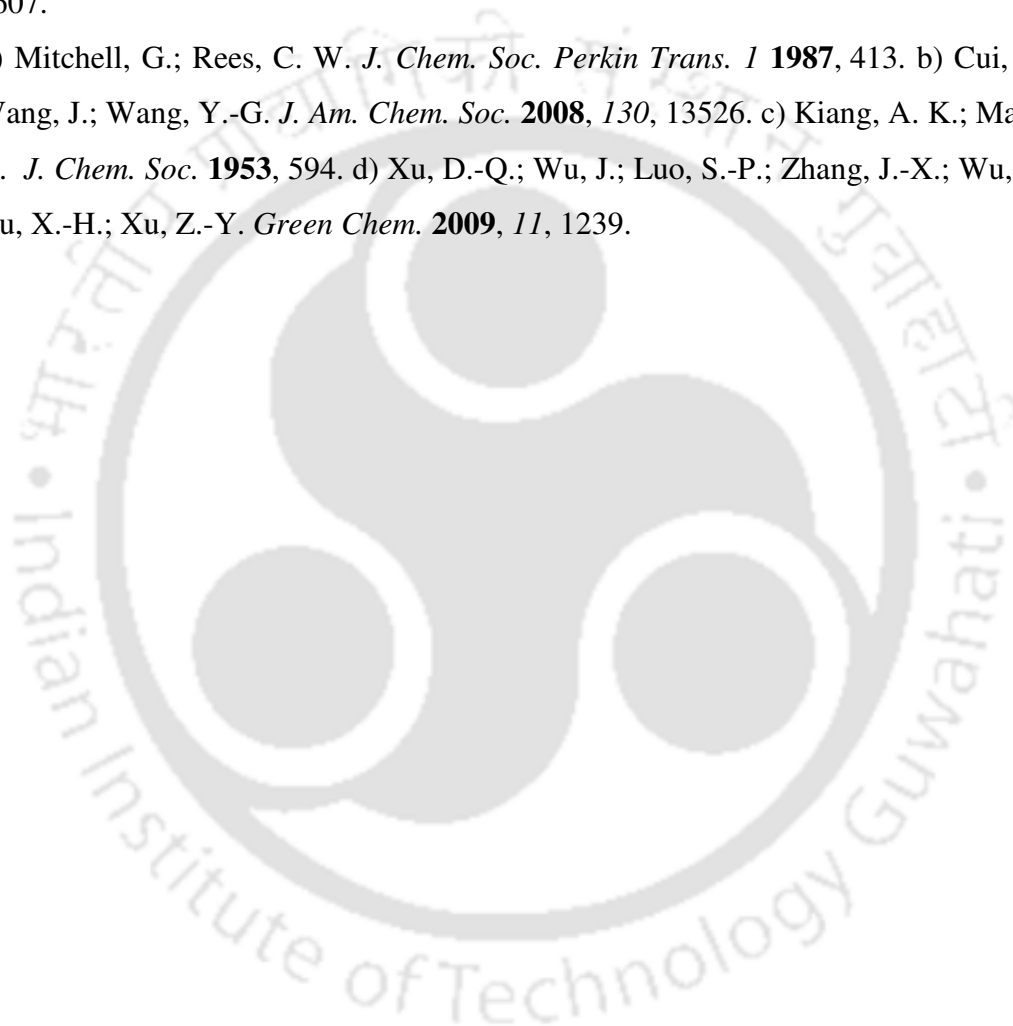 607.
) Mitchell, G.; Rees, C. W. J. Chem. Soc. Perkin Trans. 1 1987, 413. b) Cui,
Wang, J.; Wang, Y.-G. J. Am. Chem. Soc. 2008, 130, 13526. c) Kiang, A. K.; Ma
. J. Chem. Soc. 1953, 594. d) Xu, D.-Q.; Wu, J.; Luo, S.-P.; Zhang, J.-X.; Wu,
u, X.-H.; Xu, Z.-Y. Green Chem. 2009, 11, 1239.
Indian Institute of Technology Guwahati